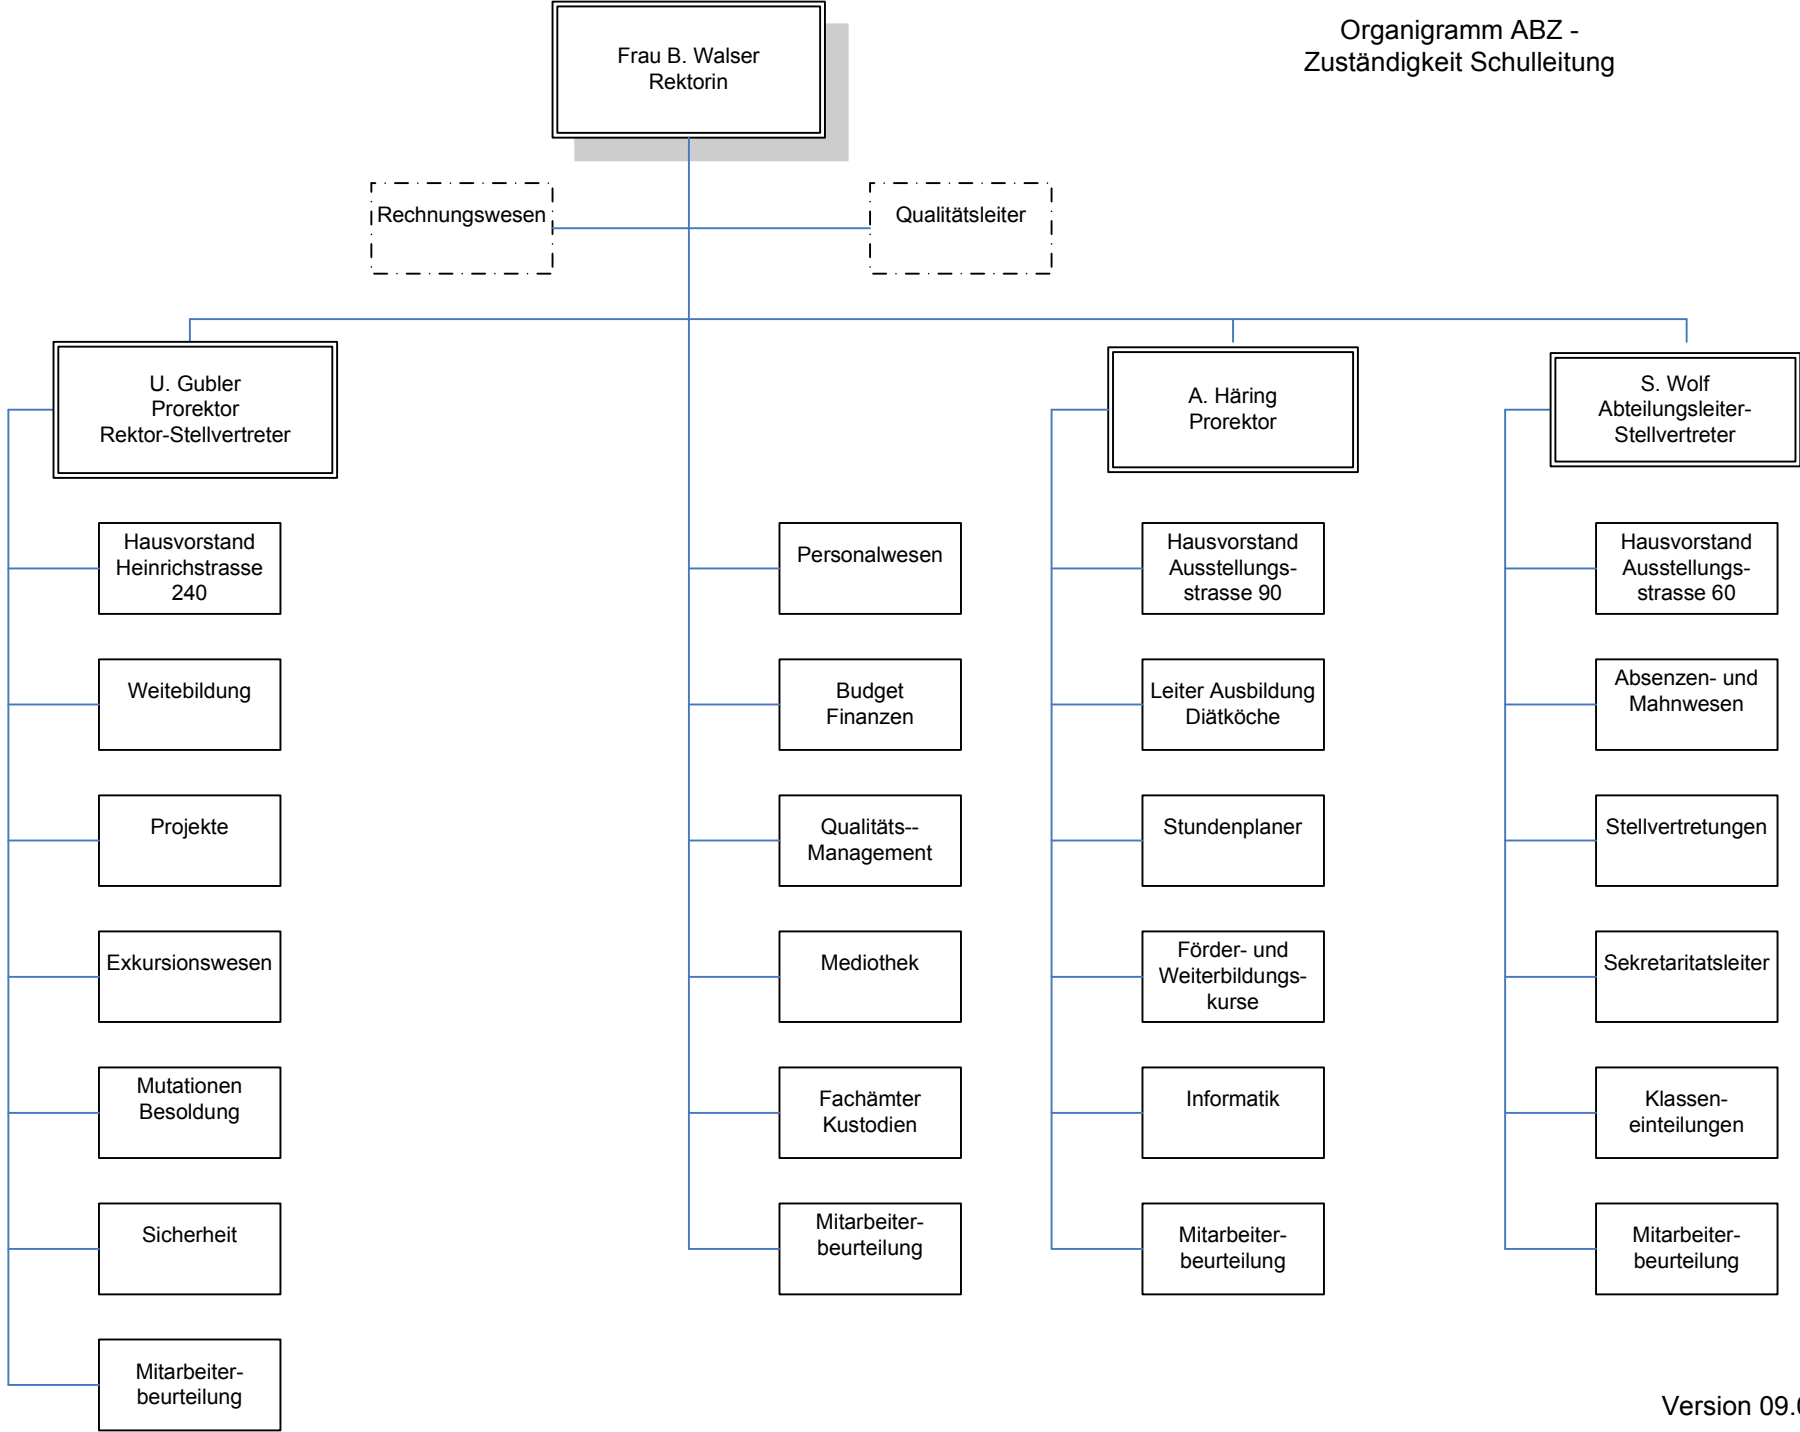 Organigramm ABZ -
Zuständigkeit Schulleitung
Frau B. Walser
Rektorin
Rechnungswesen
Qualitätsleiter
U. Gubler
Prorektor
Rektor-Stellvertreter
Hausvorstand
Heinrichstrasse
240
Weitebildung
Projekte
Exkursionswesen
Mutationen
Besoldung
Sicherheit
Mitarbeiter-
beurteilung
Personalwesen
Budget
Finanzen
Qualitäts--
Management
Mediothek
Fachämter
Kustodien
Mitarbeiter-
beurteilung
A. Häring
Prorektor
Hausvorstand
Ausstellungs-
strasse 90
Leiter Ausbildung
Diätköche
Stundenplaner
Förder- und
Weiterbildungs-
kurse
Informatik
Mitarbeiter-
beurteilung
S. Wolf
Abteilungsleiter-
Stellvertreter
Hausvorstand
Ausstellungs-
strasse 60
Absenzen- und
Mahnwesen
Stellvertretungen
Sekretaritatsleiter
Klassen-
einteilungen
Mitarbeiter-
beurteilung
Version 09.